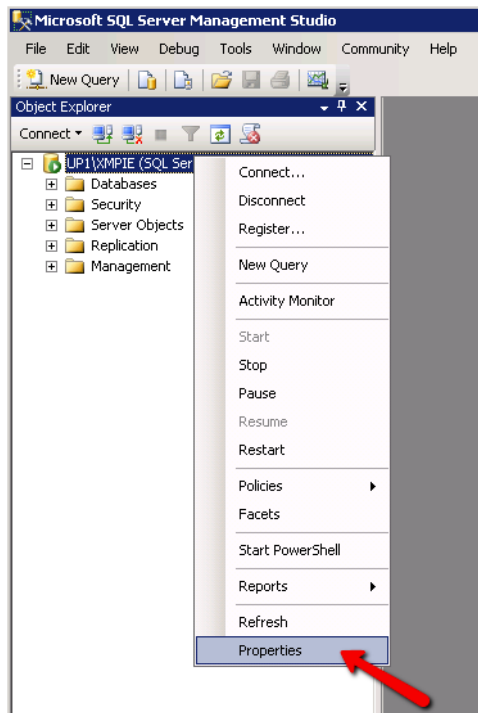 Microsoft SQL Server Management Studio
File Edit View Debug Tools Window Community Help
New Query
Object Explorer
Connect
UP1\XMPIE (SQL Ser
Databases
Security
Server Objects
Replication
Management
Connect...
Disconnect
Register...
New Query
Activity Monitor
Start
Stop
Pause
Resume
Restart
Policies
Facets
Start PowerShell
Reports
Refresh
Properties